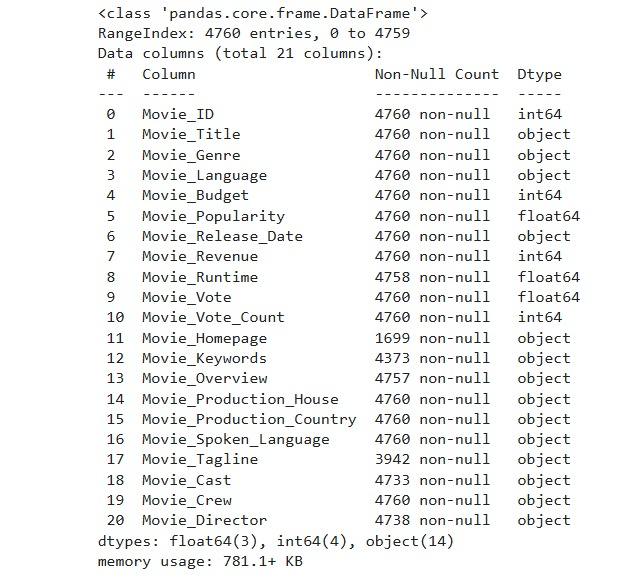 <class 'pandas.core.frame.DataFrame'>
RangeIndex: 4760 entries, 0 to 4759
Data columns (total 21 columns):
 #   Column                    Non-Null Count  Dtype
---  ------                    --------------  -----
 0   Movie_ID                  4760 non-null   int64
 1   Movie_Title               4760 non-null   object
 2   Movie_Genre               4760 non-null   object
 3   Movie_Language            4760 non-null   object
 4   Movie_Budget              4760 non-null   int64
 5   Movie_Popularity          4760 non-null   float64
 6   Movie_Release_Date        4760 non-null   object
 7   Movie_Revenue             4760 non-null   int64
 8   Movie_Runtime             4758 non-null   float64
 9   Movie_Vote                4760 non-null   float64
 10  Movie_Vote_Count          4760 non-null   int64
 11  Movie_Homepage            1699 non-null   object
 12  Movie_Keywords            4373 non-null   object
 13  Movie_Overview            4757 non-null   object
 14  Movie_Production_House    4760 non-null   object
 15  Movie_Production_Country  4760 non-null   object
 16  Movie_Spoken_Language     4760 non-null   object
 17  Movie_Tagline             3942 non-null   object
 18  Movie_Cast                4733 non-null   object
 19  Movie_Crew                4760 non-null   object
 20  Movie_Director            4738 non-null   object
dtypes: float64(3), int64(4), object(14)
memory usage: 781.1+ KB